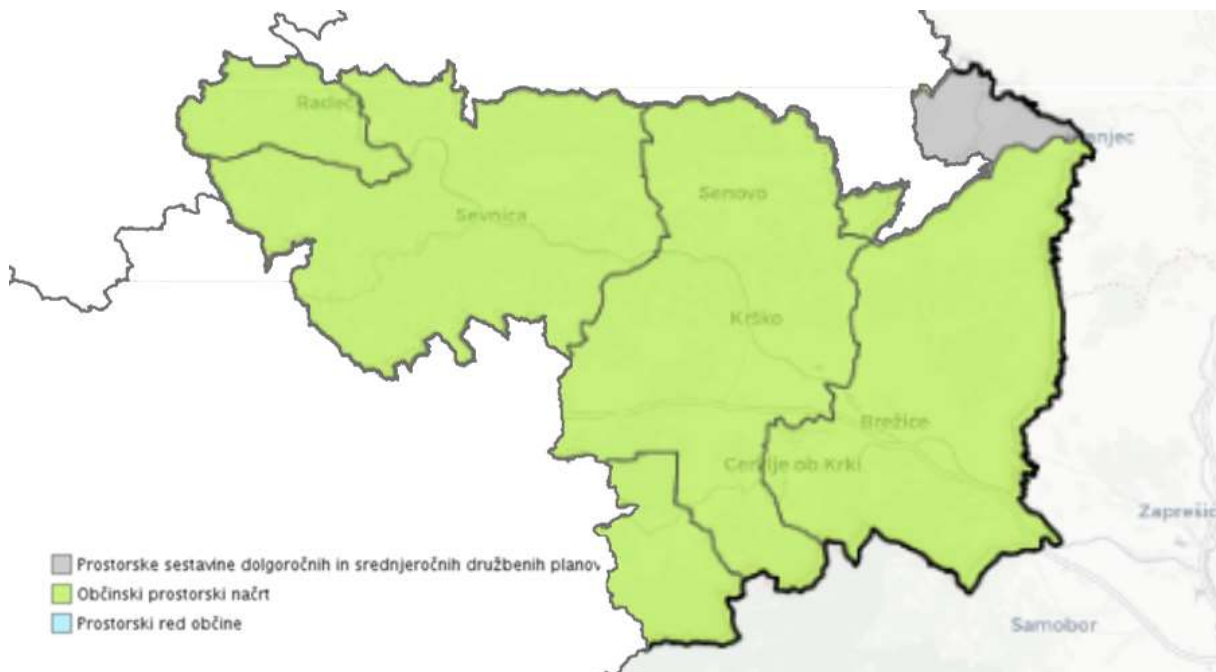 Radeče
Senovo
Sevnica
Krško
Brežice
Cerklje ob Krki
Zaprešić
Prostorske sestavine dolgoročnih in srednjeročnih družbenih planov
Občinski prostorski načrt
Prostorski red občine
Samobor